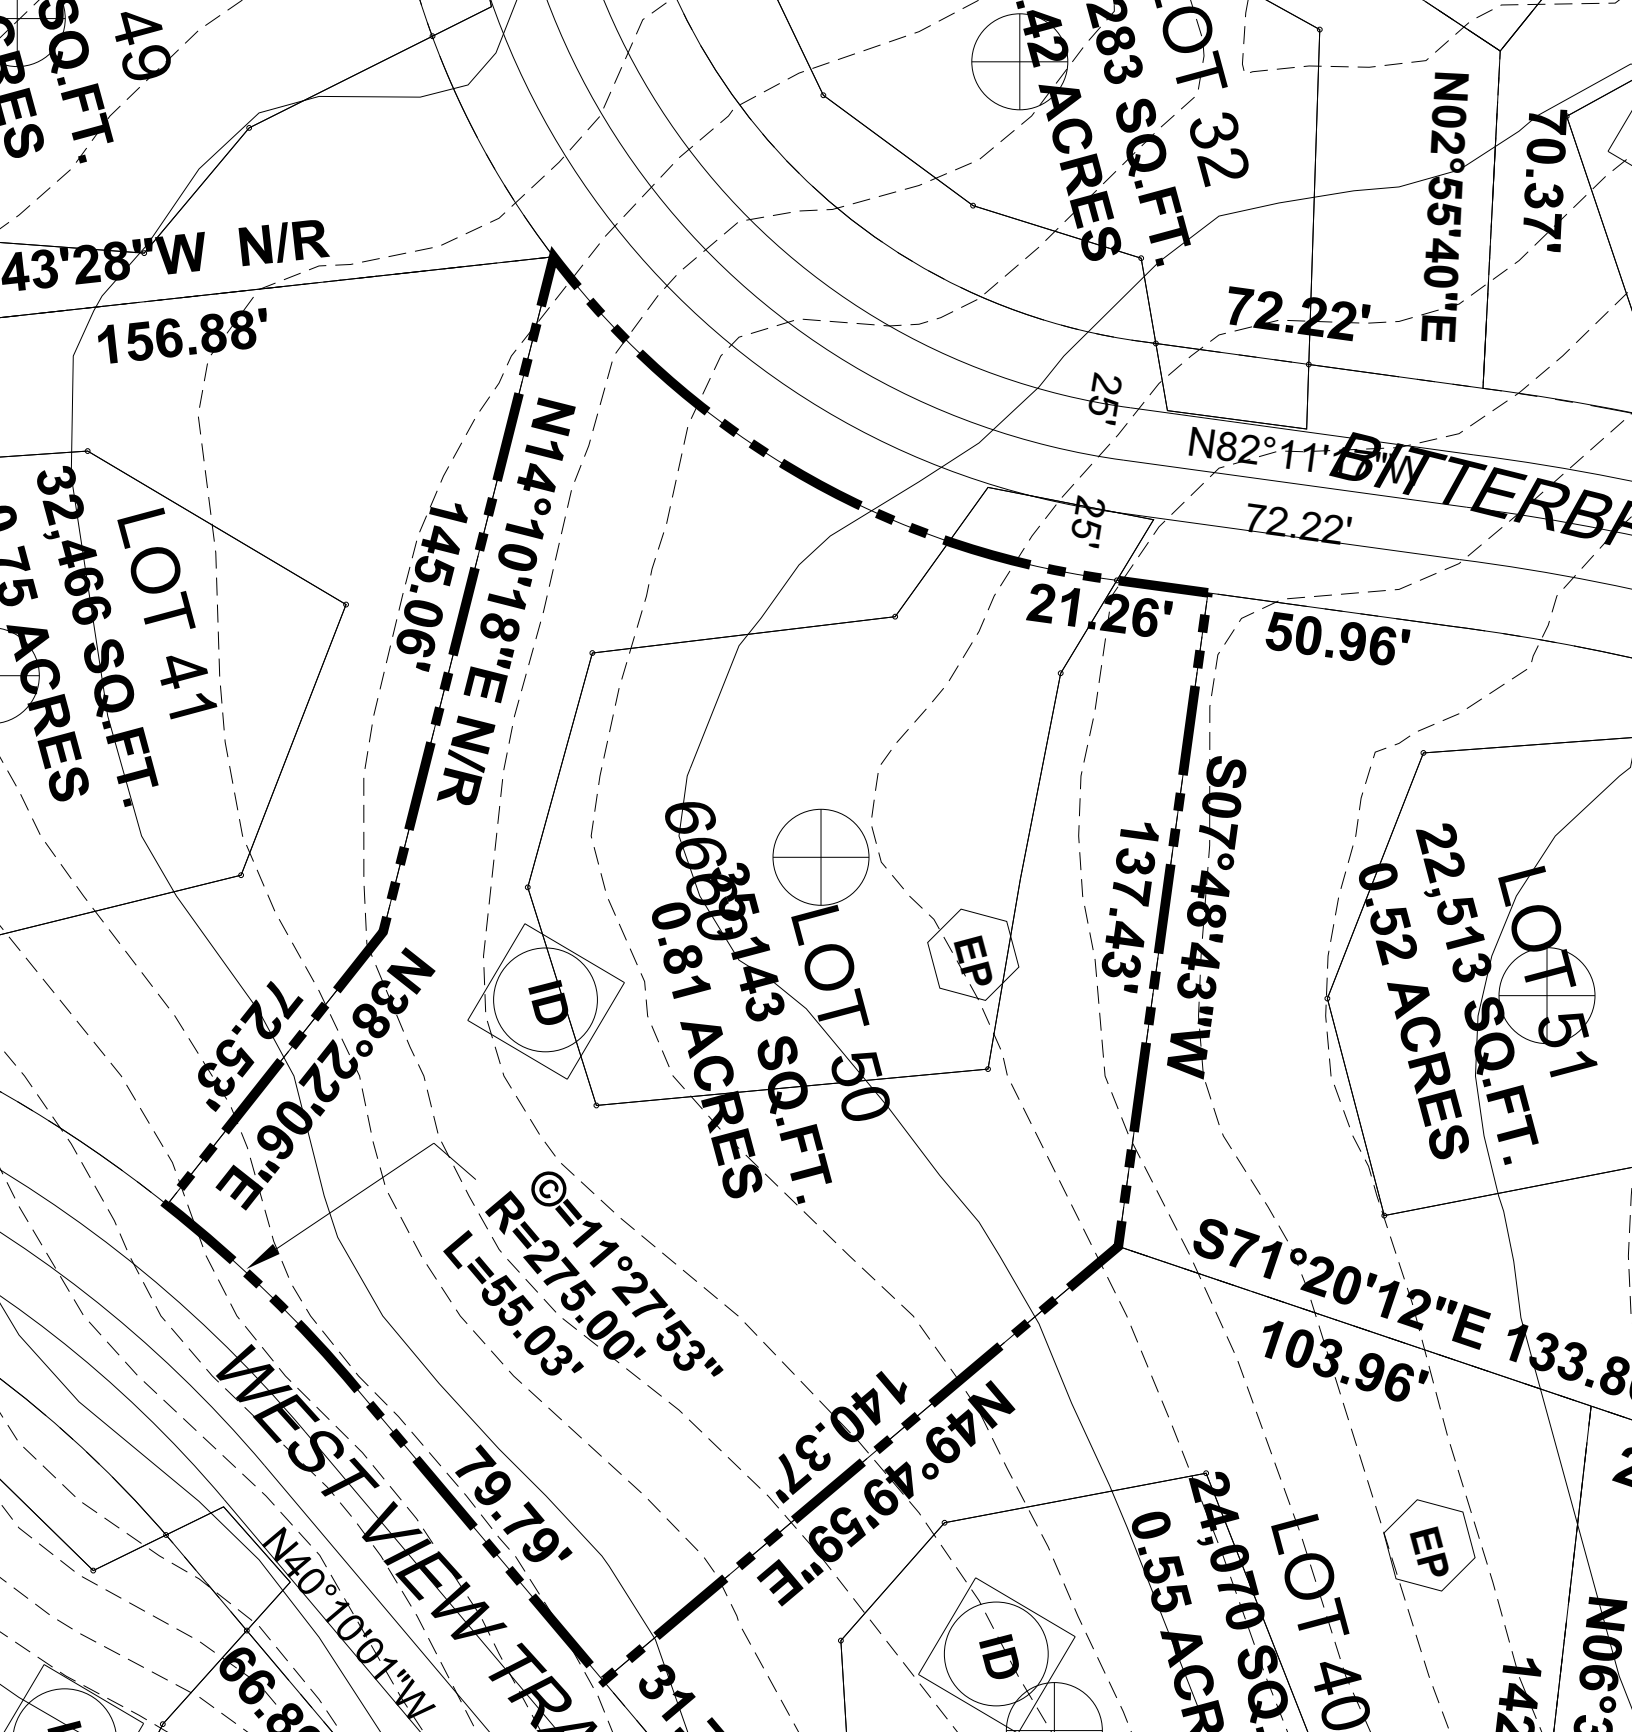 49
SQ.FT.
LOT 32
283 SQ.FT.
.42 ACRES
N02°55'40"E
70.37'
43'28"W N/R
156.88'
72.22'
25'
BITTERB
25'
72.22'
21.26'
50.96'
N14°10'18"E N/R
145.06'
LOT 41
32,466 SQ.FT.
0.75 ACRES
S07°48'43"W
137.43'
LOT 50
35,143 SQ.FT.
0.81 ACRES
6660
EP
ID
LOT 51
22,513 SQ.FT.
0.52 ACRES
N38°22'06"E
72.53'
©=11°27'53"
R=275.00'
L=55.03'
S71°20'12"E 133.8
103.96'
140.37'
N49°49'59"E
79.79'
WEST VIEW TRA
N40°10'01"W
66.8
31.
LOT 40
24,070 SQ.
0.55 ACR
EP
ID
142
N06°3